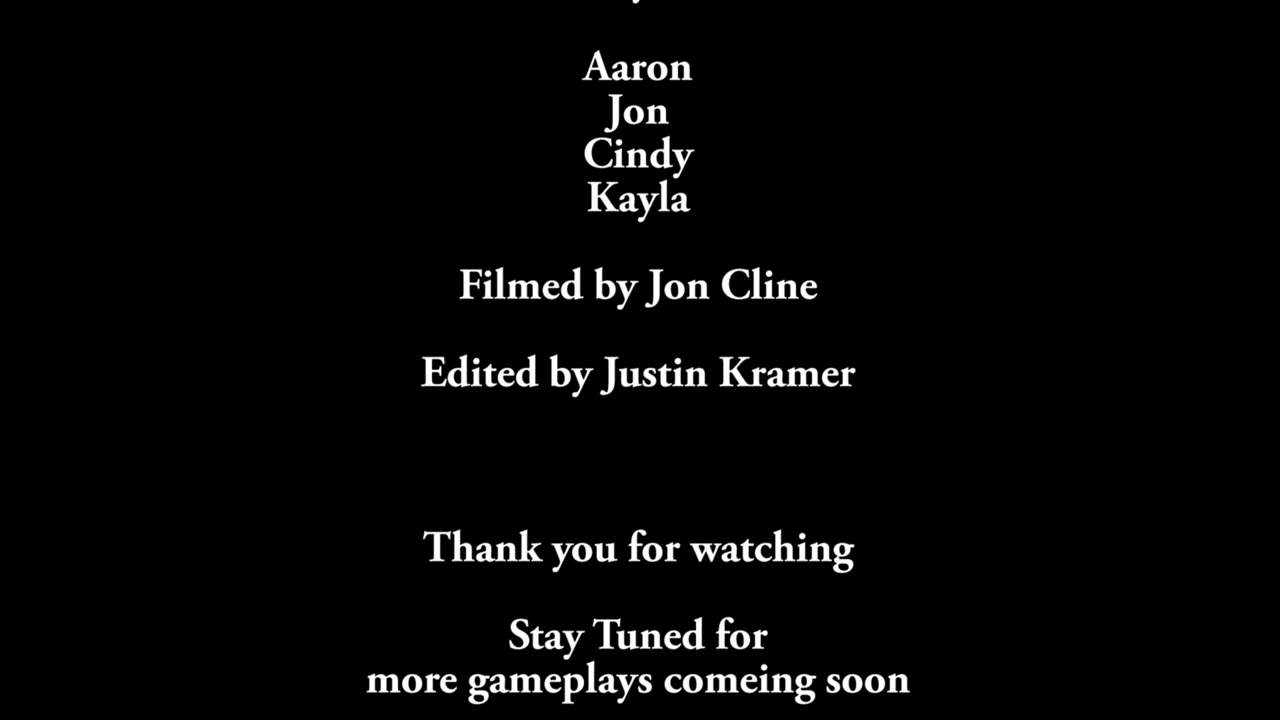 Aaron
Jon
Cindy
Kayla
Filmed by Jon Cline
Edited by Justin Kramer
Thank you for watching
Stay Tuned for
more gameplays comeing soon